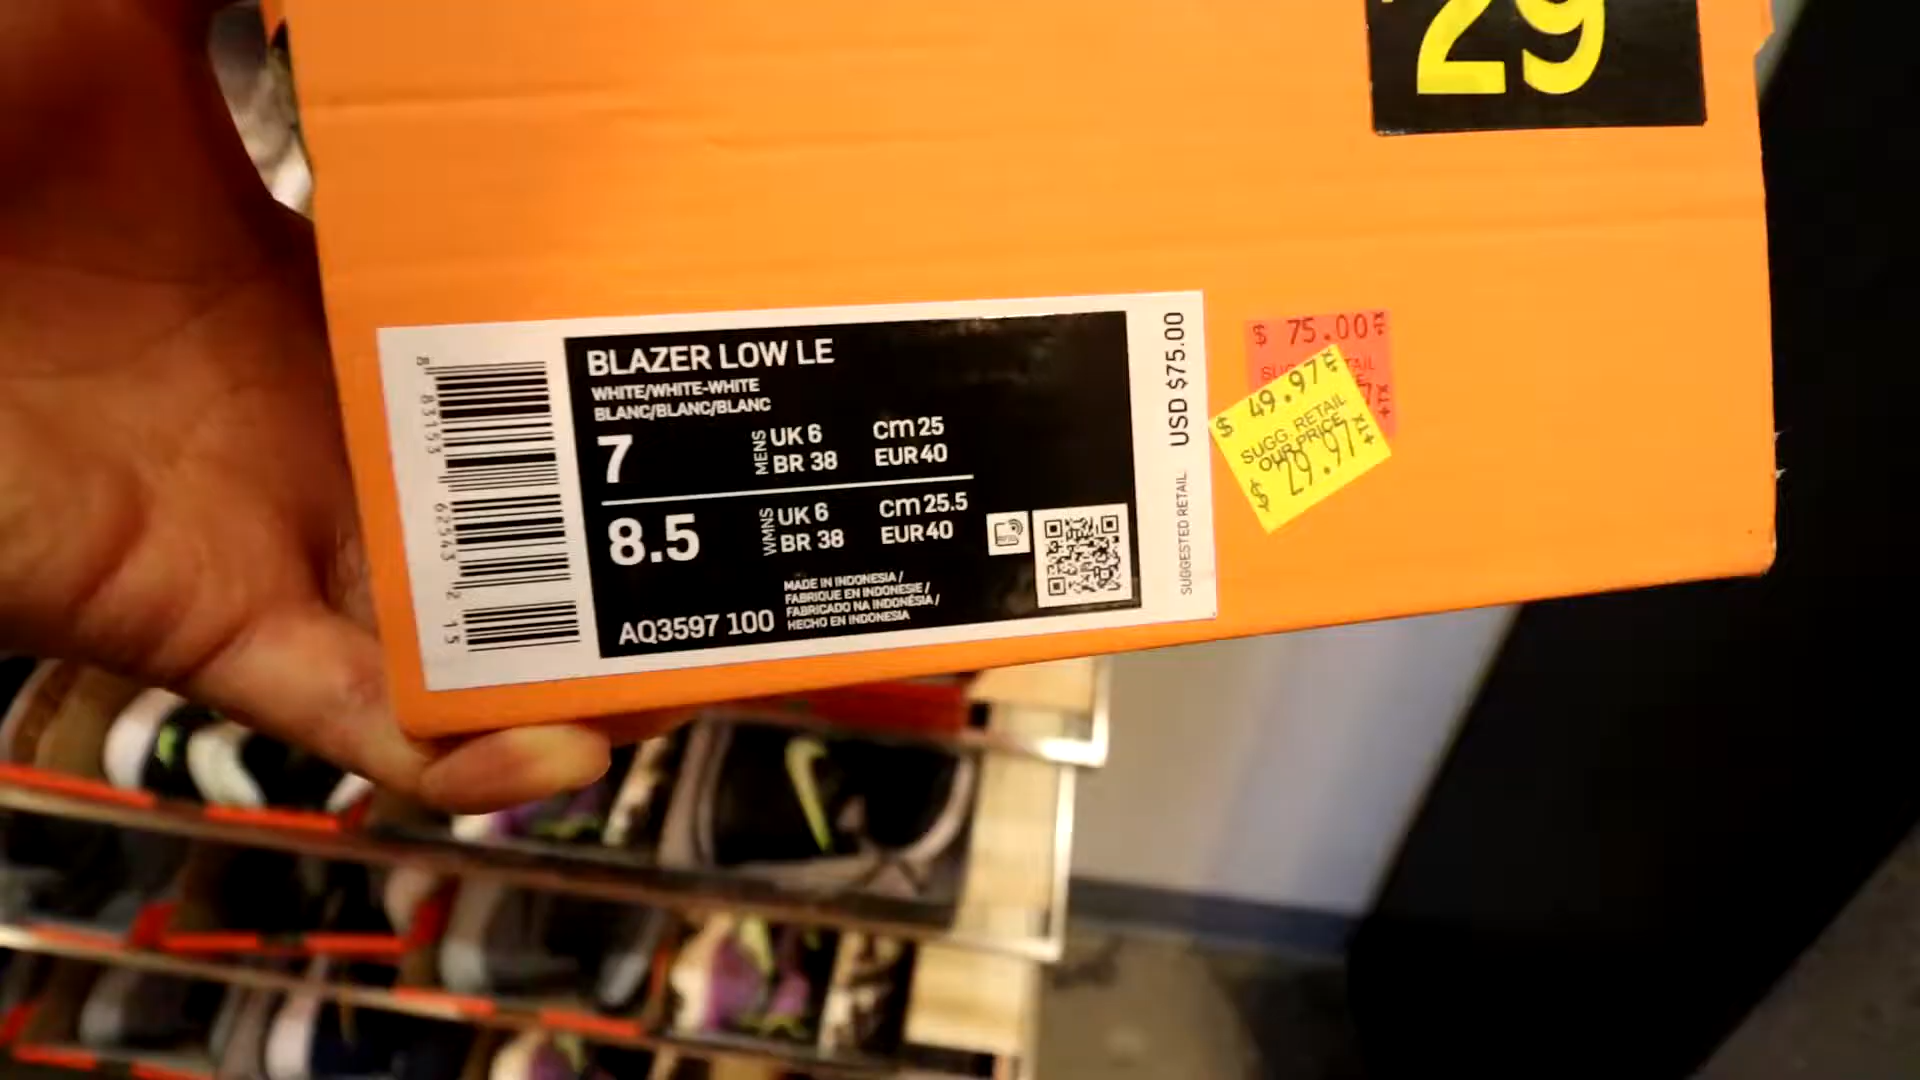 29
BLAZER LOW LE
WHITE/WHITE-WHITE
BLANC/BLANC/BLANC
7
MENS
UK 6
BR 38
Cm 25
EUR 40
8.5
WMNS
UK 6
BR 38
Cm 25.5
EUR 40
MADE IN INDONESIA /
FABRIQUE EN INDONESIE /
FABRICADO NA INDONÉSIA /
HECHO EN INDONESIA
AQ3597 100
SUGGESTED RETAIL USD $75.00
$ 75.00
$ 49.97
SUGG. RETAIL
OUR PRICE
$ 29.97